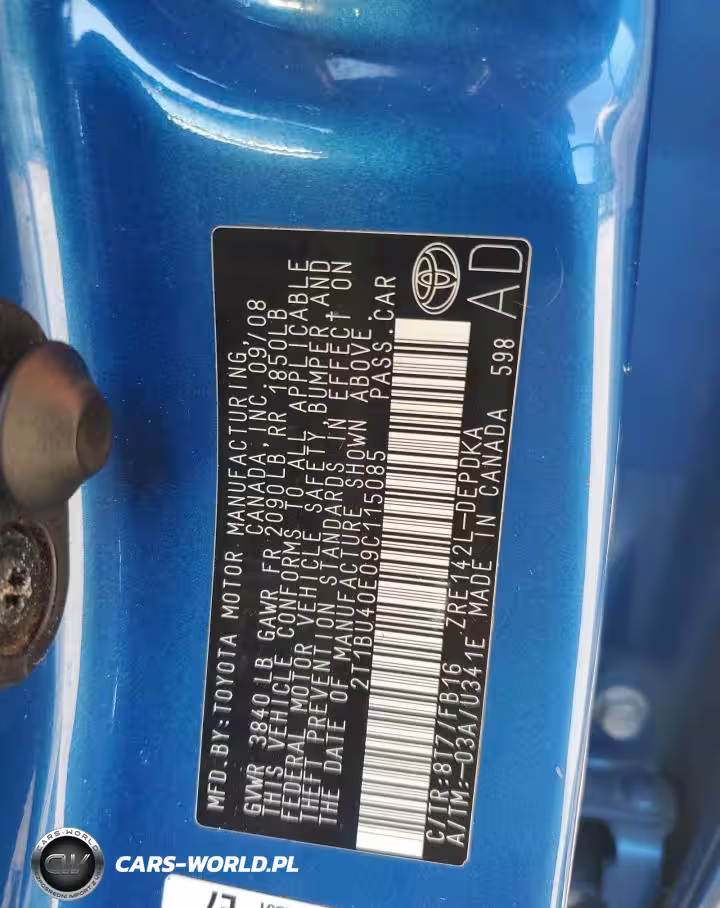 MFD.BY:TOYOTA MOTOR MANUFACTURING,
CANADA, INC. 09/08
GVWR 3840LB GAWR FR 2090LB RR 1850LB
THIS VEHICLE CONFORMS TO ALL APPLICABLE
FEDERAL MOTOR VEHICLE SAFETY, BUMPER, AND
THEFT PREVENTION STANDARDS IN EFFECT ON
THE DATE OF MANUFACTURE SHOWN ABOVE.
2T1BU40E09C115085 PASS.CAR
C/TR:8T7/FB16 ZRE142L-DEPDKA
A/TM:-03A/U341E MADE IN CANADA 598
AD
CARS-WORLD
CW
CARS-WORLD.PL